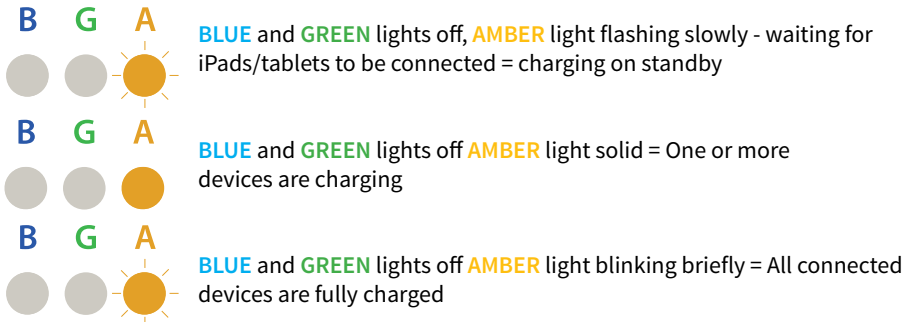 B G A
BLUE and GREEN lights off, AMBER light flashing slowly - waiting for
iPads/tablets to be connected = charging on standby
B G A
BLUE and GREEN lights off AMBER light solid = One or more
devices are charging
B G A
BLUE and GREEN lights off AMBER light blinking briefly = All connected
devices are fully charged